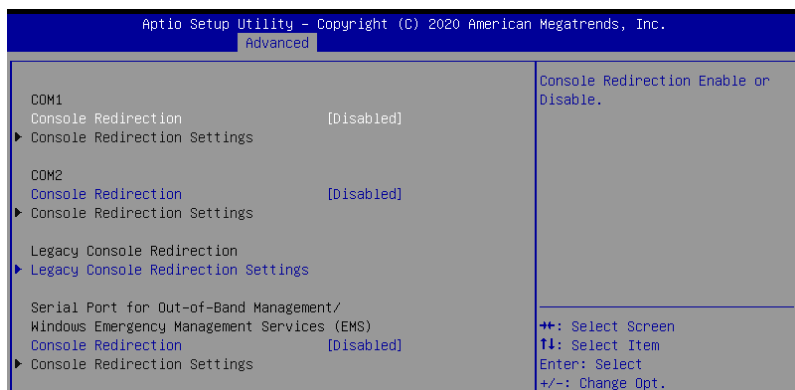 Aptio Setup Utility – Copyright (C) 2020 American Megatrends, Inc.
Advanced
COM1
Console Redirection [Disabled]
Console Redirection Settings
COM2
Console Redirection [Disabled]
Console Redirection Settings
Legacy Console Redirection
Legacy Console Redirection Settings
Serial Port for Out-of-Band Management/
Windows Emergency Management Services (EMS)
Console Redirection [Disabled]
Console Redirection Settings
Console Redirection Enable or
Disable.
→←: Select Screen
↑↓: Select Item
Enter: Select
+/-: Change Opt.